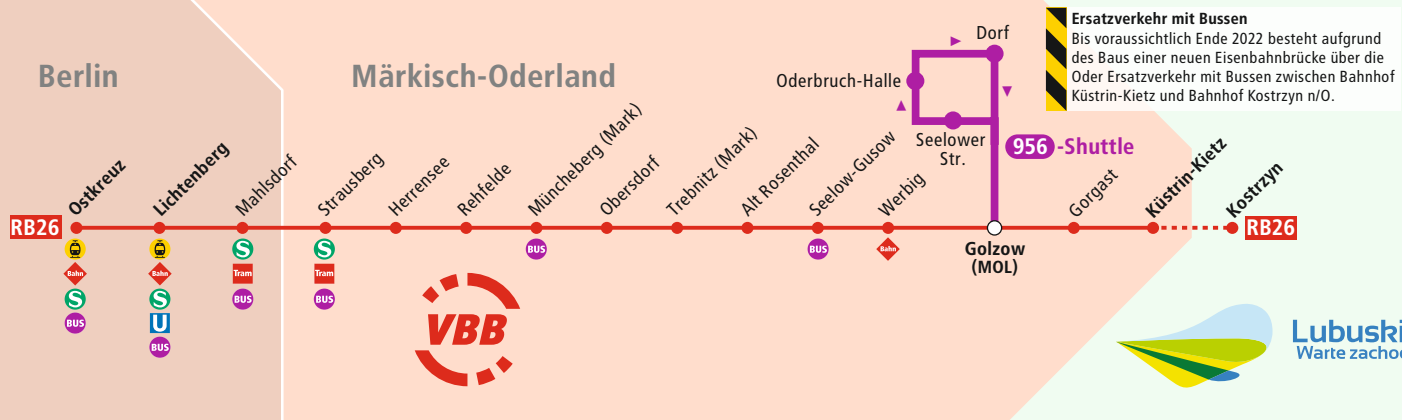 Berlin
Märkisch-Oderland
Ersatzverkehr mit Bussen
Bis voraussichtlich Ende 2022 besteht aufgrund
des Baus einer neuen Eisenbahnbrücke über die
Oder Ersatzverkehr mit Bussen zwischen Bahnhof
Küstrin-Kietz und Bahnhof Kostrzyn n/O.
Dorf
Oderbruch-Halle
Seelower
Str.
956 -Shuttle
RB26
Ostkreuz
Lichtenberg
Mahlsdorf
Strausberg
Herrensee
Rehfelde
Müncheberg (Mark)
Obersdorf
Trebnitz (Mark)
Alt Rosenthal
Seelow-Gusow
Werbig
Golzow
(MOL)
Gorgast
Küstrin-Kietz
Kostrzyn
RB26
Bahn
S
BUS
Bahn
S
U
BUS
S
Tram
BUS
S
Tram
BUS
BUS
BUS
Bahn
VBB
Lubuski
Warte zachod